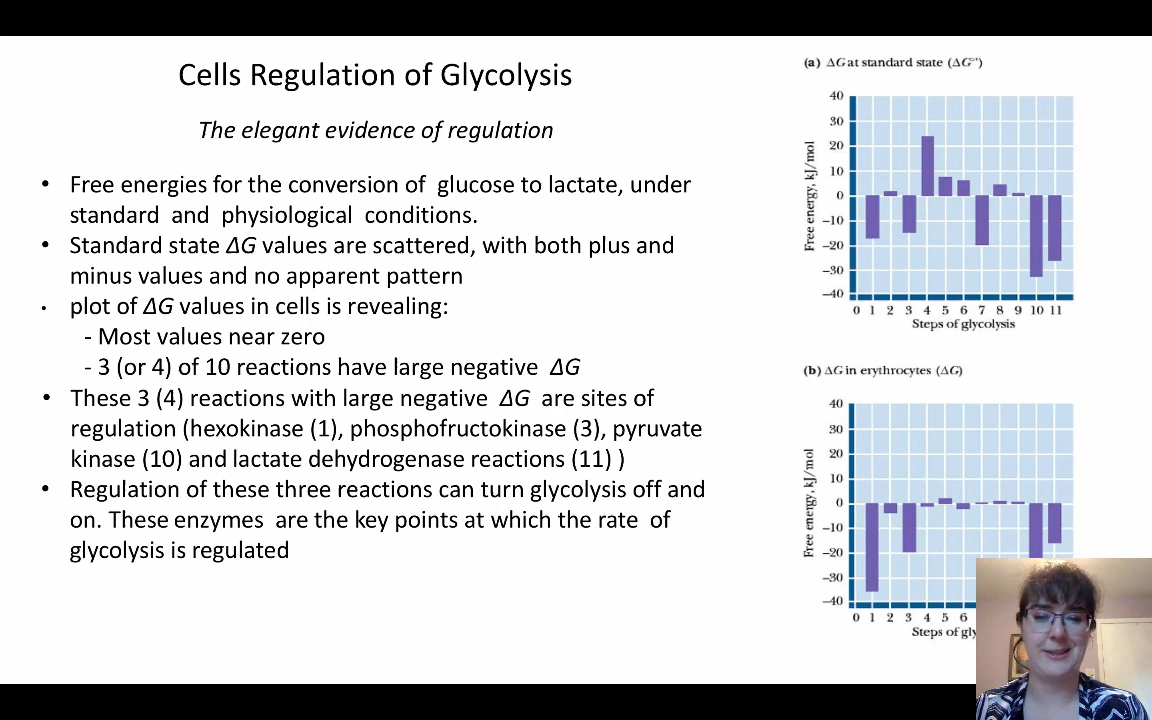 Cells Regulation of Glycolysis
The elegant evidence of regulation
• Free energies for the conversion of glucose to lactate, under
standard and physiological conditions.
• Standard state ΔG values are scattered, with both plus and
minus values and no apparent pattern
• plot of ΔG values in cells is revealing:
- Most values near zero
- 3 (or 4) of 10 reactions have large negative ΔG
• These 3 (4) reactions with large negative ΔG are sites of
regulation (hexokinase (1), phosphofructokinase (3), pyruvate
kinase (10) and lactate dehydrogenase reactions (11) )
• Regulation of these three reactions can turn glycolysis off and
on. These enzymes are the key points at which the rate of
glycolysis is regulated
(a) ΔG at standard state (ΔG°')
Free energy, kJ/mol
40
30
20
10
0
–10
–20
–30
–40
0 1 2 3 4 5 6 7 8 9 10 11
Steps of glycolysis
(b) ΔG in erythrocytes (ΔG)
Free energy, kJ/mol
40
30
20
10
0
–10
–20
–30
–40
0 1 2 3 4 5 6
Steps of gly